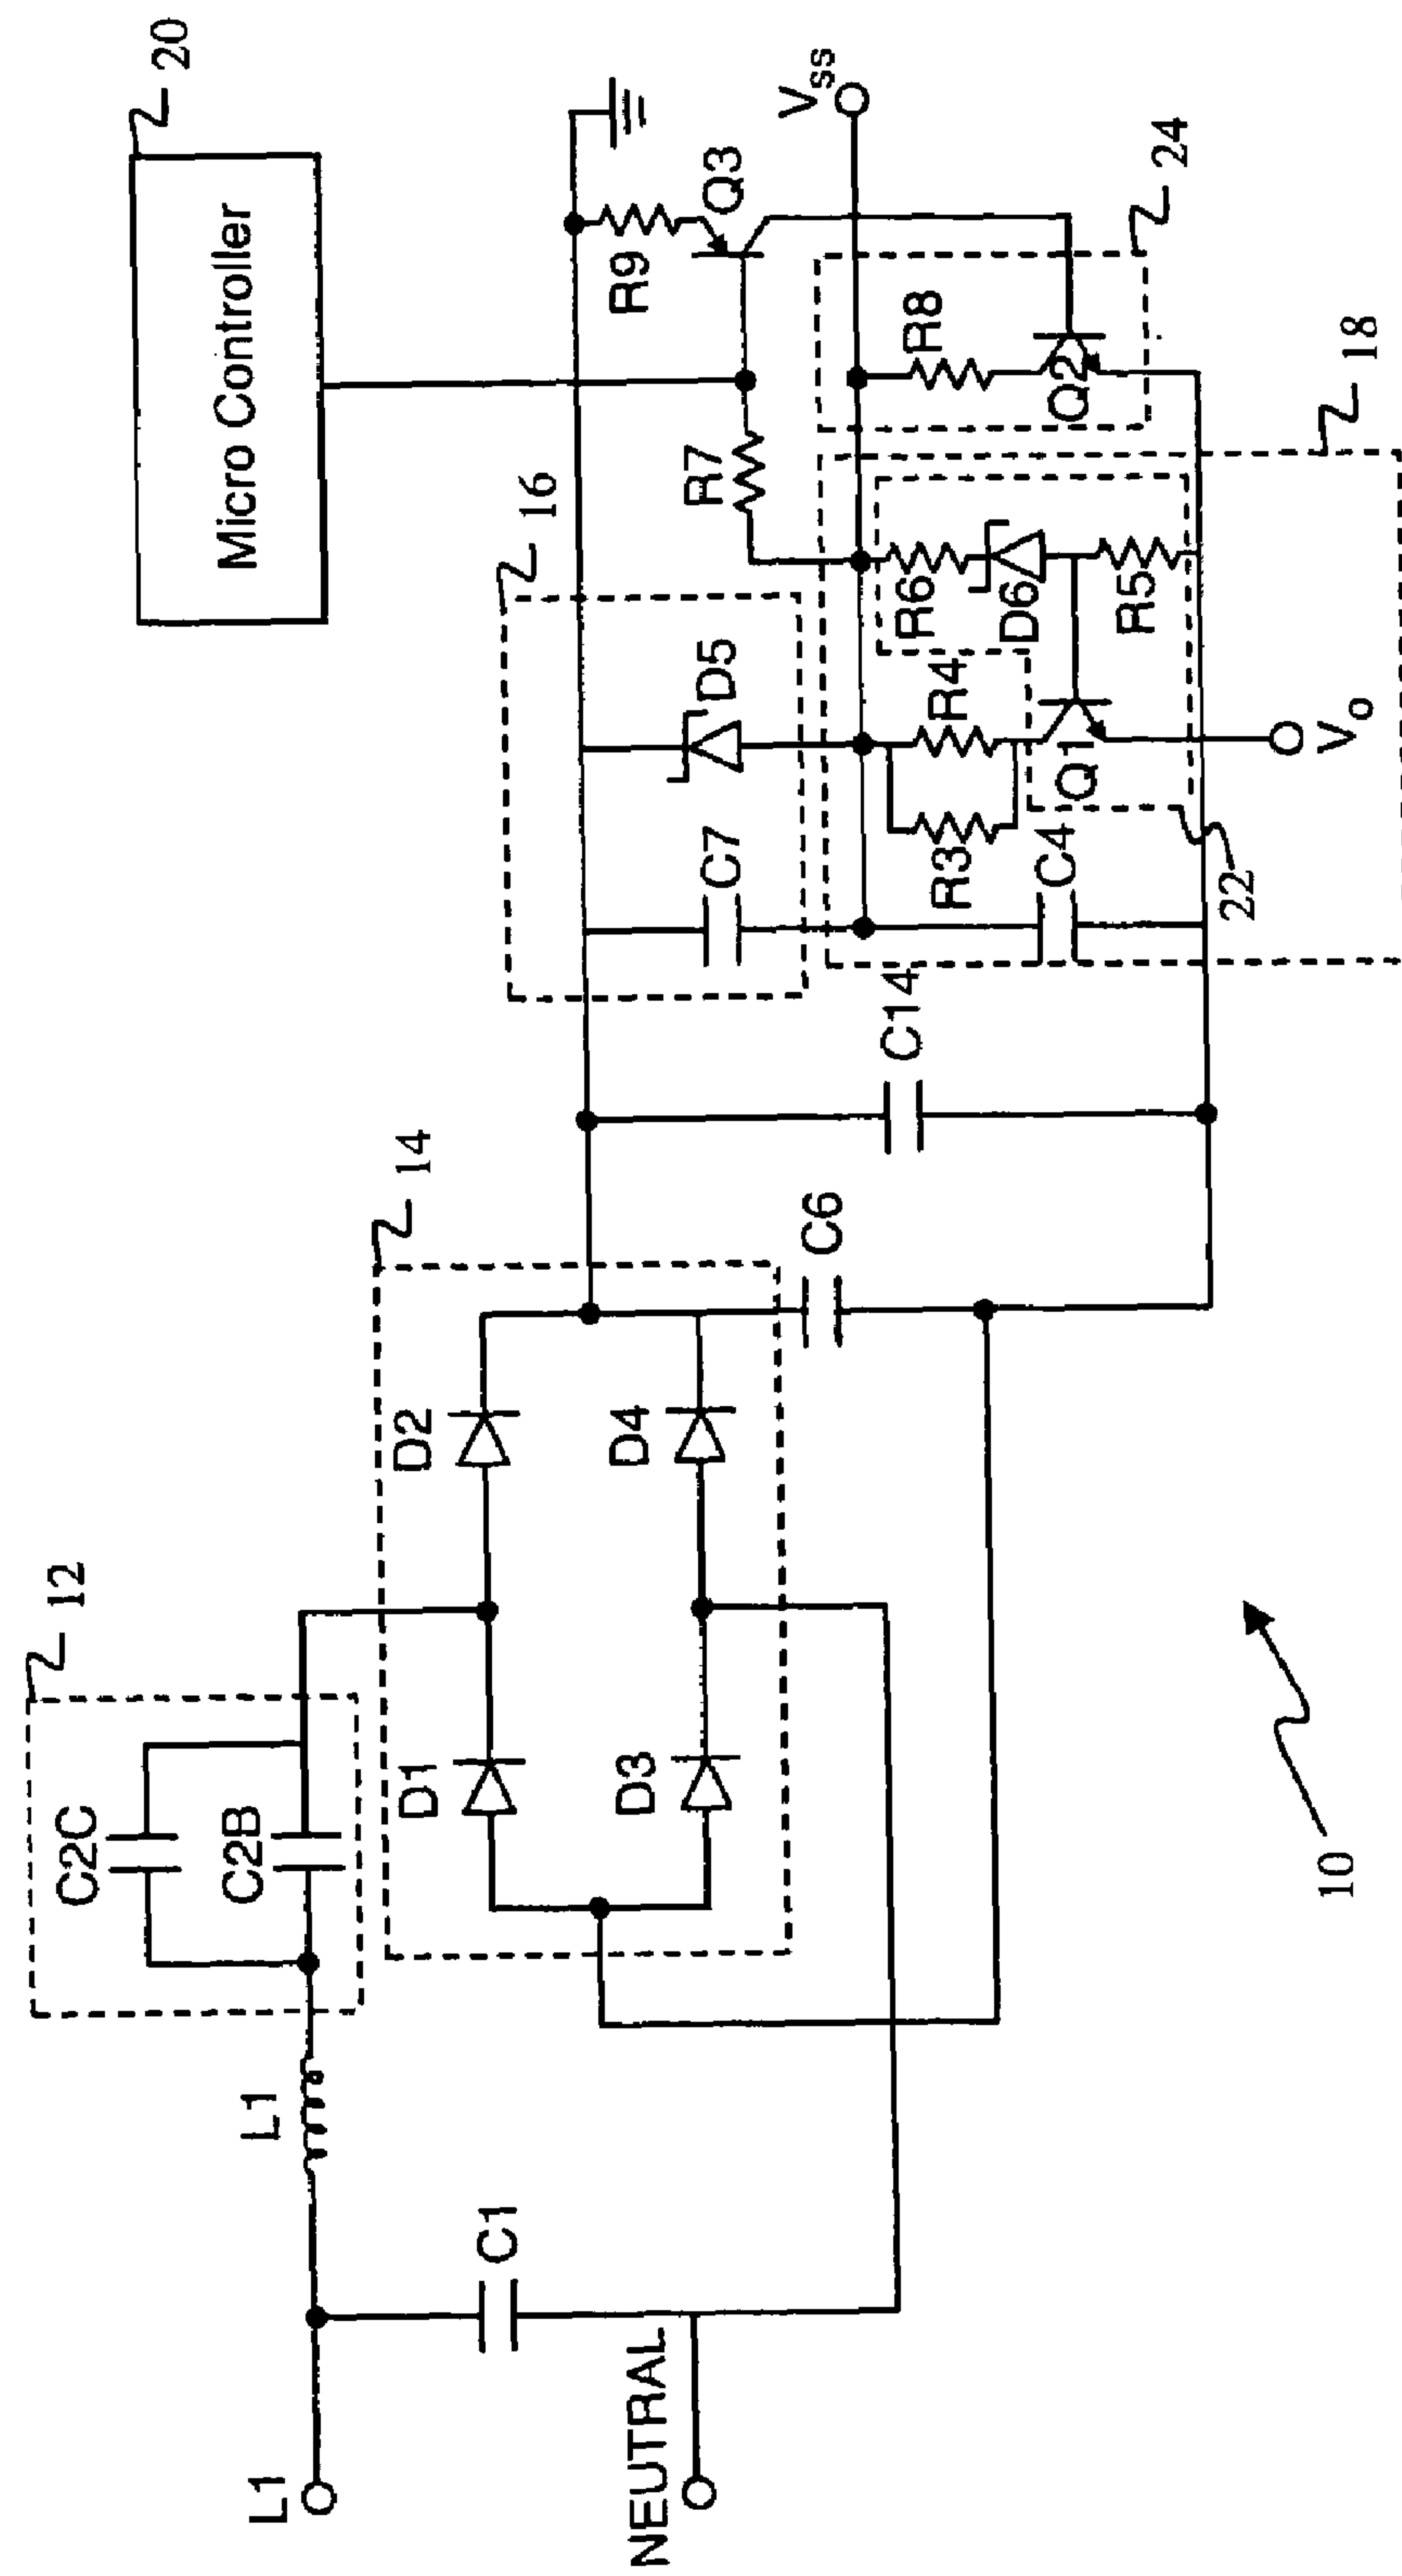 Micro Controller
20
12
C2C
C2B
L1
L1
C1
NEUTRAL
14
D1
D2
D3
D4
C6
C14
16
C7
D5
R7
R9
Q3
Vss
R3
R4
R6
D6
R5
Q1
C4
Vo
22
R8
Q2
24
18
10